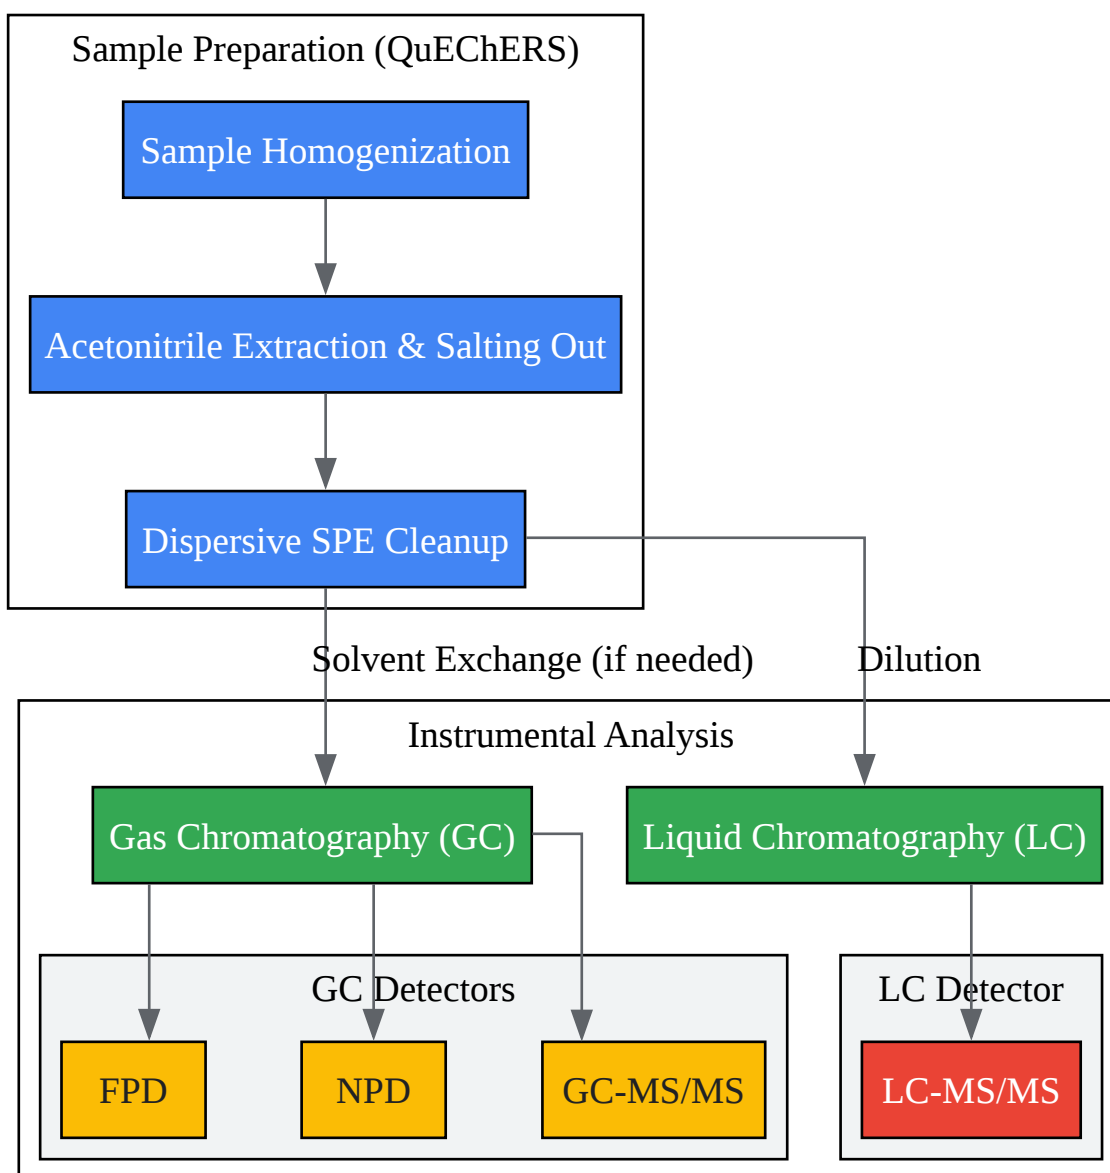 Sample Preparation (QuEChERS)
Sample Homogenization
Acetonitrile Extraction & Salting Out
Dispersive SPE Cleanup
Solvent Exchange (if needed)
Dilution
Instrumental Analysis
Gas Chromatography (GC)
Liquid Chromatography (LC)
GC Detectors
LC Detector
FPD
NPD
GC-MS/MS
LC-MS/MS